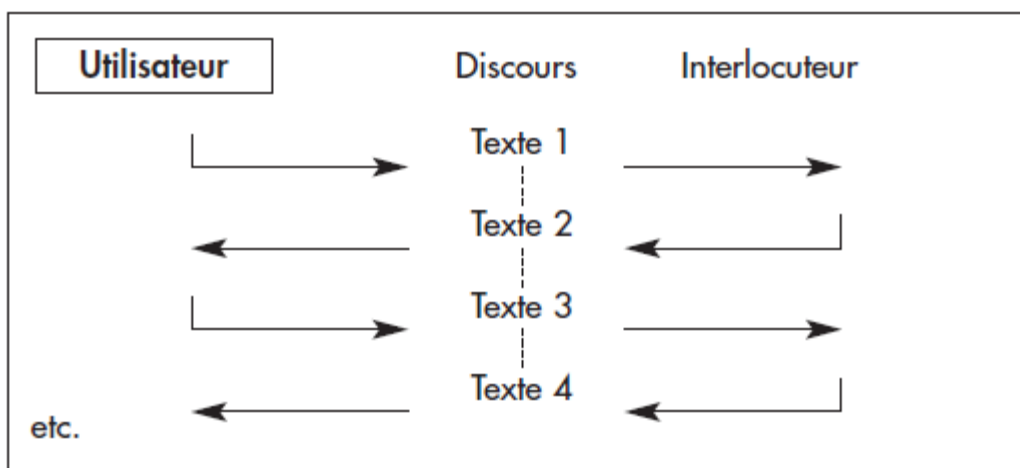 Utilisateur Discours Interlocuteur
Texte 1
Texte 2
Texte 3
Texte 4
etc.